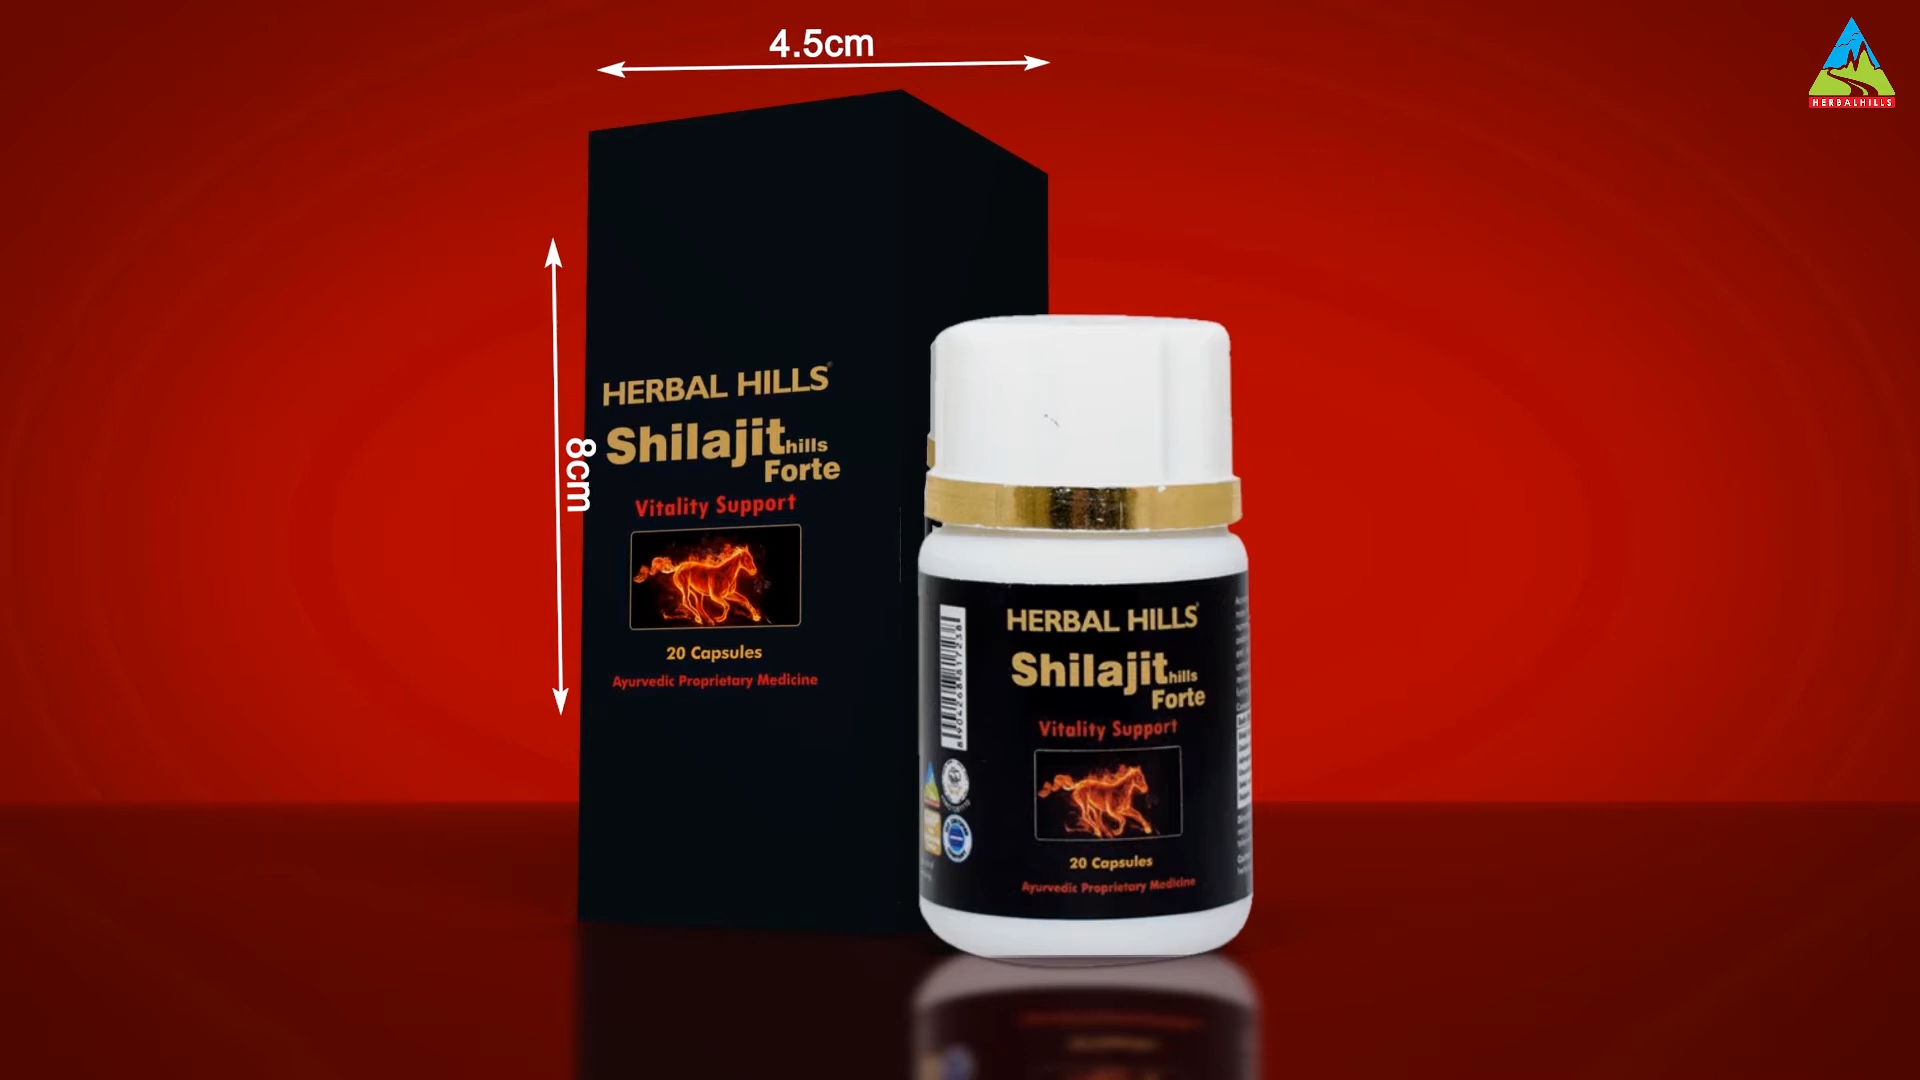 4.5cm
HERBALHILLS
8cm
HERBAL HILLS®
Shilajit hills
Forte
Vitality Support
20 Capsules
Ayurvedic Proprietary Medicine
HERBAL HILLS®
Shilajit hills
Forte
Vitality Support
20 Capsules
Ayurvedic Proprietary Medicine